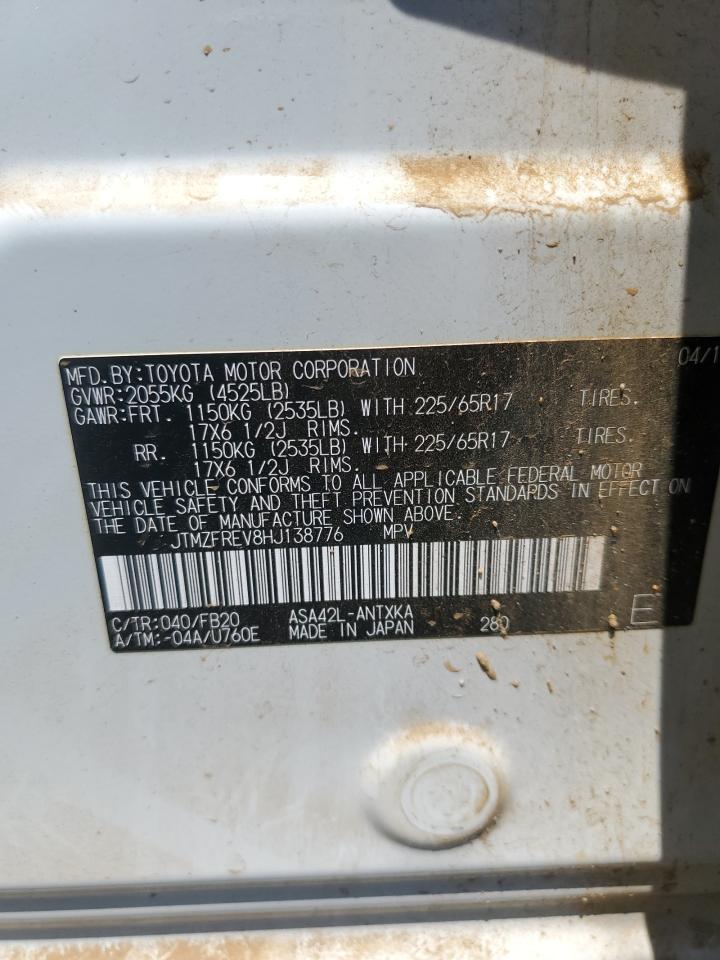 MFD.BY:TOYOTA MOTOR CORPORATION 04/1
GVWR:2055KG (4525LB)
GAWR:FRT. 1150KG (2535LB) WITH 225/65R17 TIRES.
17X6 1/2J RIMS.
RR. 1150KG (2535LB) WITH 225/65R17 TIRES.
17X6 1/2J RIMS.
THIS VEHICLE CONFORMS TO ALL APPLICABLE FEDERAL MOTOR
VEHICLE SAFETY AND THEFT PREVENTION STANDARDS IN EFFECT ON
THE DATE OF MANUFACTURE SHOWN ABOVE.
JTMZFREV8HJ138776 MPV
C/TR:040/FB20 ASA42L-ANTXKA 280
A/TM:-04A/U760E MADE IN JAPAN E